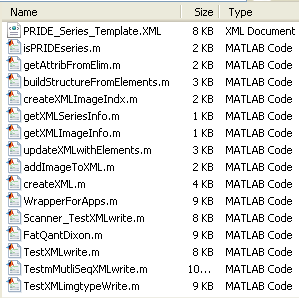 Name Size Type
PRIDE_Series_Template.XML 8 KB XML Document
isPRIDEseries.m 2 KB MATLAB Code
getAttribFromElim.m 2 KB MATLAB Code
buildStructureFromElements.m 3 KB MATLAB Code
createXMLImageIndx.m 2 KB MATLAB Code
getXMLSeriesInfo.m 1 KB MATLAB Code
getXMLImageInfo.m 1 KB MATLAB Code
updateXMLwithElements.m 3 KB MATLAB Code
addImageToXML.m 2 KB MATLAB Code
createXML.m 4 KB MATLAB Code
WrapperForApps.m 9 KB MATLAB Code
Scanner_TestXMLwrite.m 8 KB MATLAB Code
FatQantDixon.m 9 KB MATLAB Code
TestXMLwrite.m 8 KB MATLAB Code
TestmMutliSeqXMLwrite.m 10... MATLAB Code
TestXMLimgtypeWrite.m 9 KB MATLAB Code